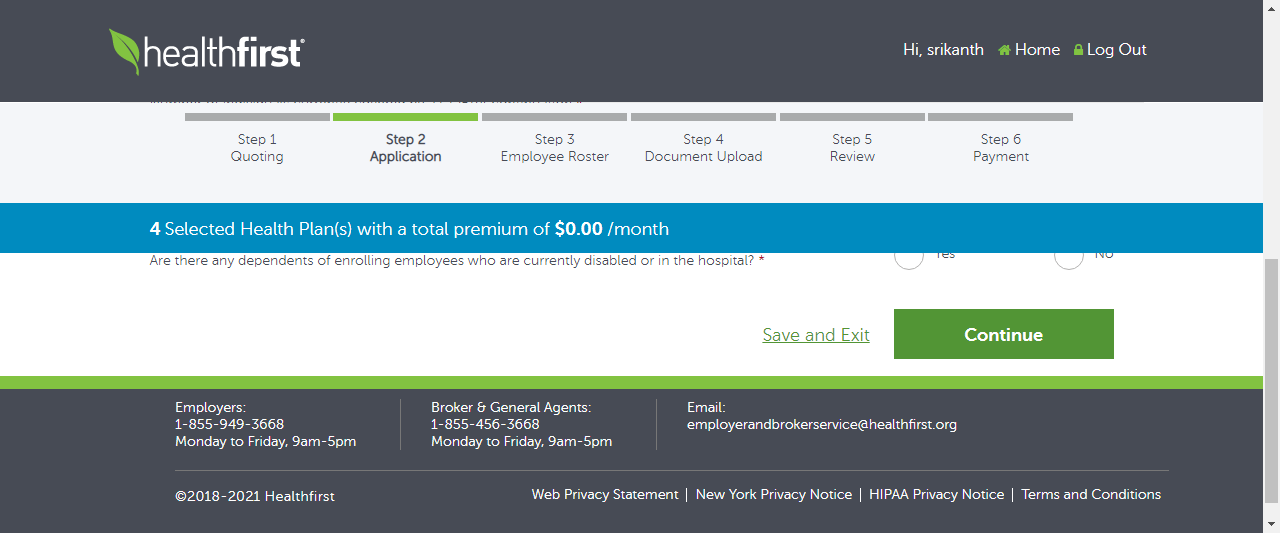 healthfirst
Hi, srikanth Home Log Out
Step 1 Step 2 Step 3 Step 4 Step 5 Step 6
Quoting Application Employee Roster Document Upload Review Payment
4 Selected Health Plan(s) with a total premium of $0.00 /month
Are there any dependents of enrolling employees who are currently disabled or in the hospital? * Yes No
Save and Exit Continue
Employers: Broker & General Agents: Email:
1-855-949-3668 1-855-456-3668 employerandbrokerservice@healthfirst.org
Monday to Friday, 9am-5pm Monday to Friday, 9am-5pm
©2018-2021 Healthfirst Web Privacy Statement | New York Privacy Notice | HIPAA Privacy Notice | Terms and Conditions